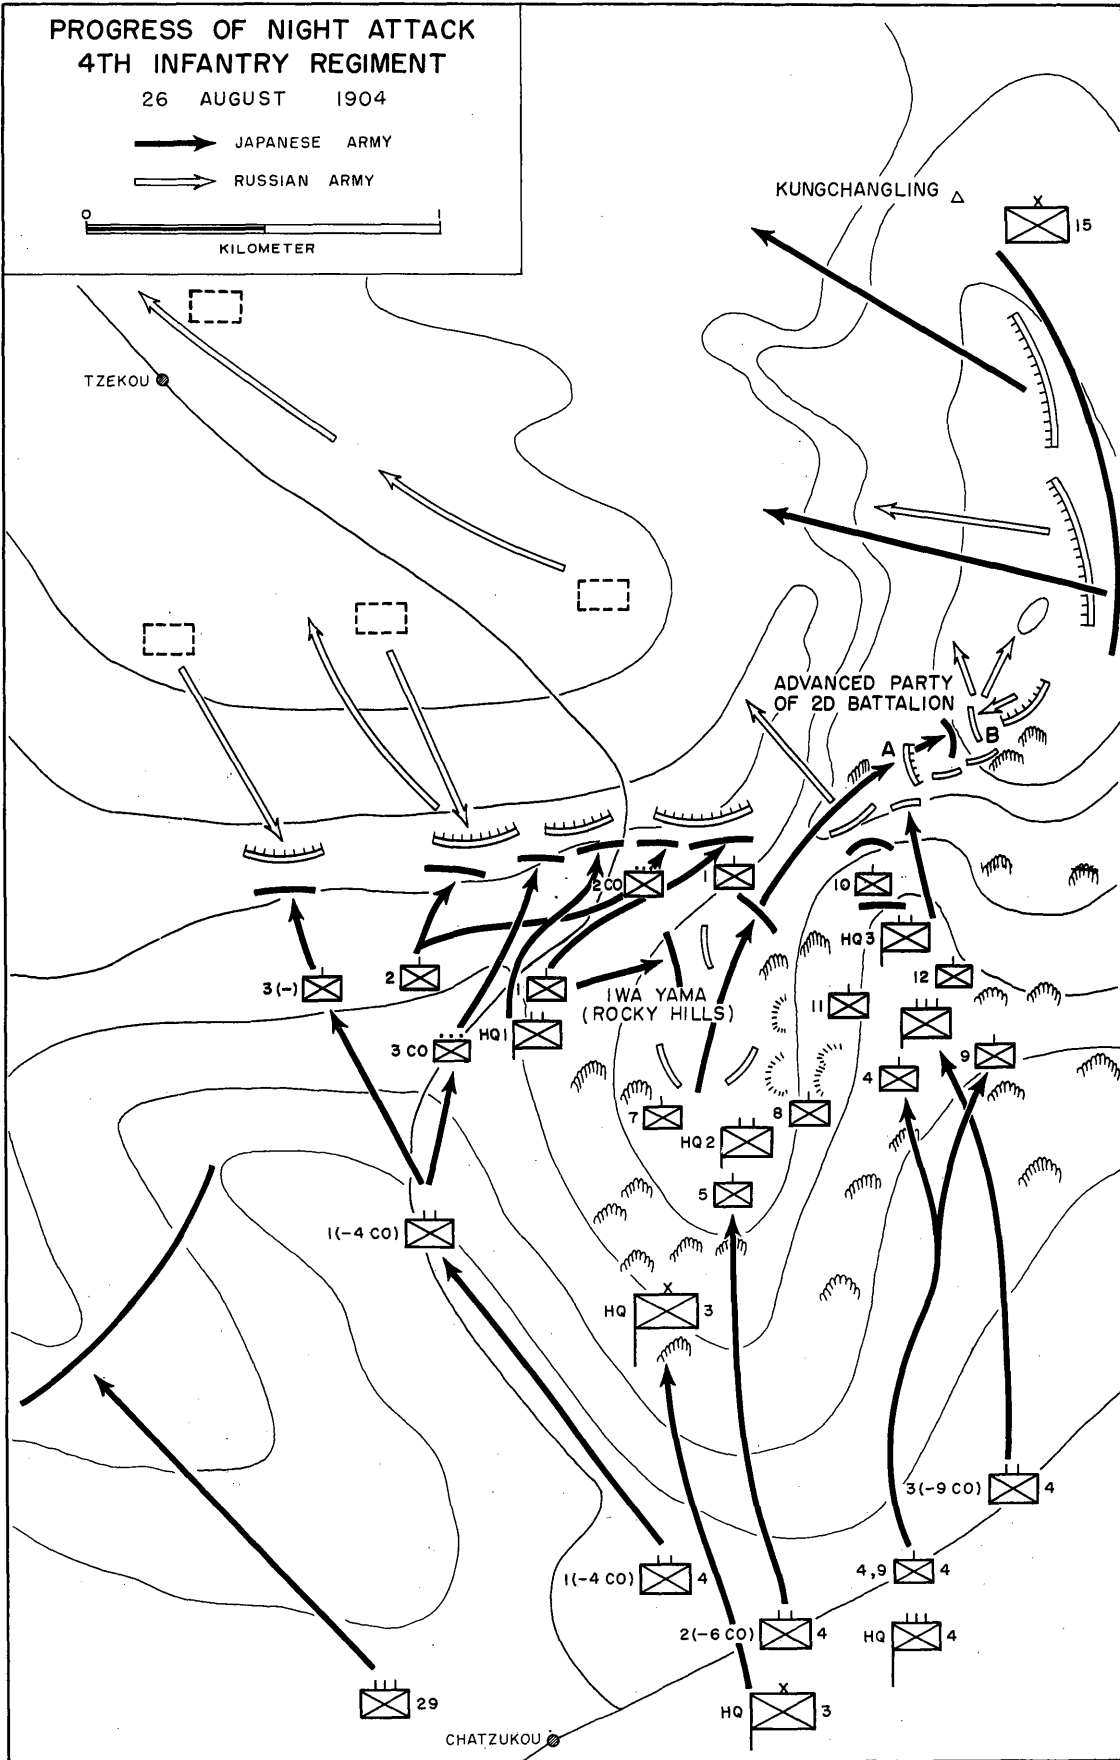 PROGRESS OF NIGHT ATTACK
4TH INFANTRY REGIMENT
26 AUGUST 1904
JAPANESE ARMY
RUSSIAN ARMY
0 1
KILOMETER
KUNGCHANGLING
X
15
TZEKOU
ADVANCED PARTY
OF 2D BATTALION
A
B
2 CO
1
10
HQ 3
3 (-)
2
1
IWA YAMA
(ROCKY HILLS)
12
11
HQ 1
3 CO
9
4
7
8
HQ 2
5
1(-4 CO)
X
HQ 3
3(-9 CO) 4
1(-4 CO) 4
4,9 4
2(-6 CO) 4
HQ 4
29
X
HQ 3
CHATZUKOU